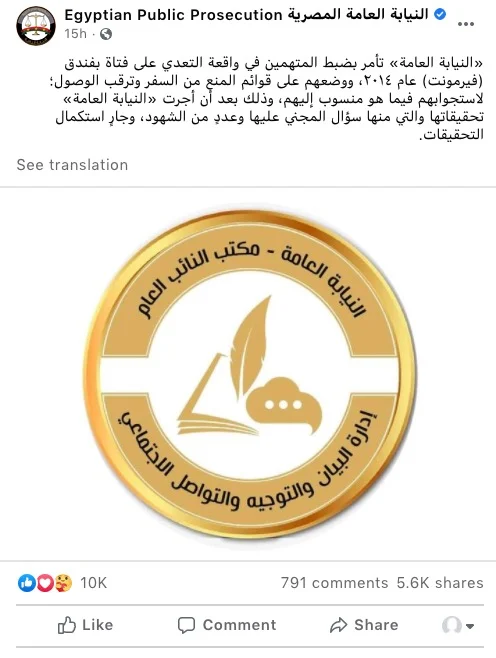 Egyptian Public Prosecution النيابة العامة المصرية
15h ·
«النيابة العامة» تأمر بضبط المتهمين في واقعة التعدي على فتاة بفندق
(فيرمونت) عام ٢٠١٤، ووضعهم على قوائم المنع من السفر وترقب الوصول؛
لاستجوابهم فيما هو منسوب إليهم، وذلك بعد أن أجرت «النيابة العامة»
تحقيقاتها والتي منها سؤال المجني عليها وعددٍ من الشهود، وجارٍ استكمال
التحقيقات.
See translation
النيابة العامة - مكتب النائب العام
إدارة البيان والتوجيه والتواصل الاجتماعي
10K
791 comments 5.6K shares
Like Comment Share